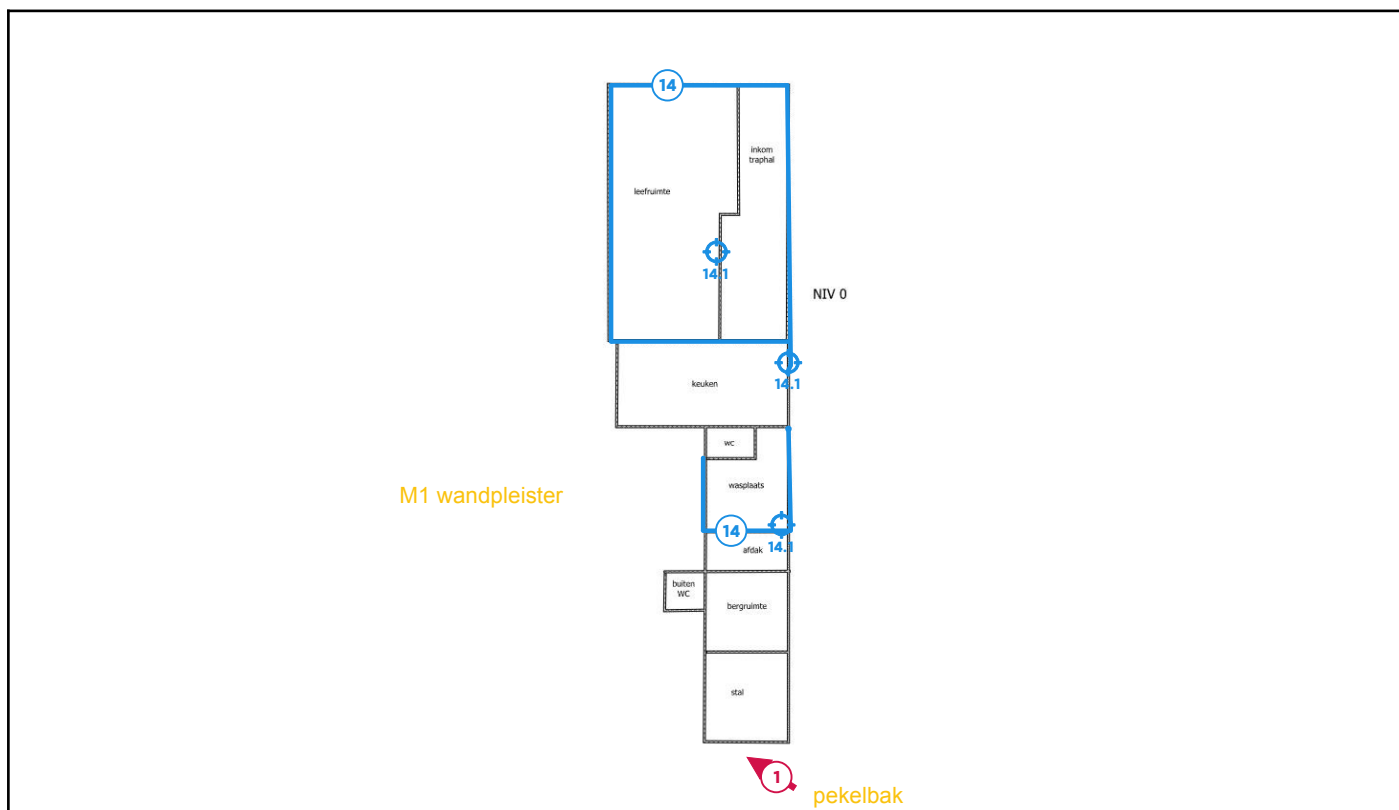 14
inkom
traphal
leefruimte
14.1
NIV 0
14.1
keuken
wc
M1 wandpleister
wasplaats
14
14.1
afdak
buiten
WC
bergruimte
stal
1
pekelbak